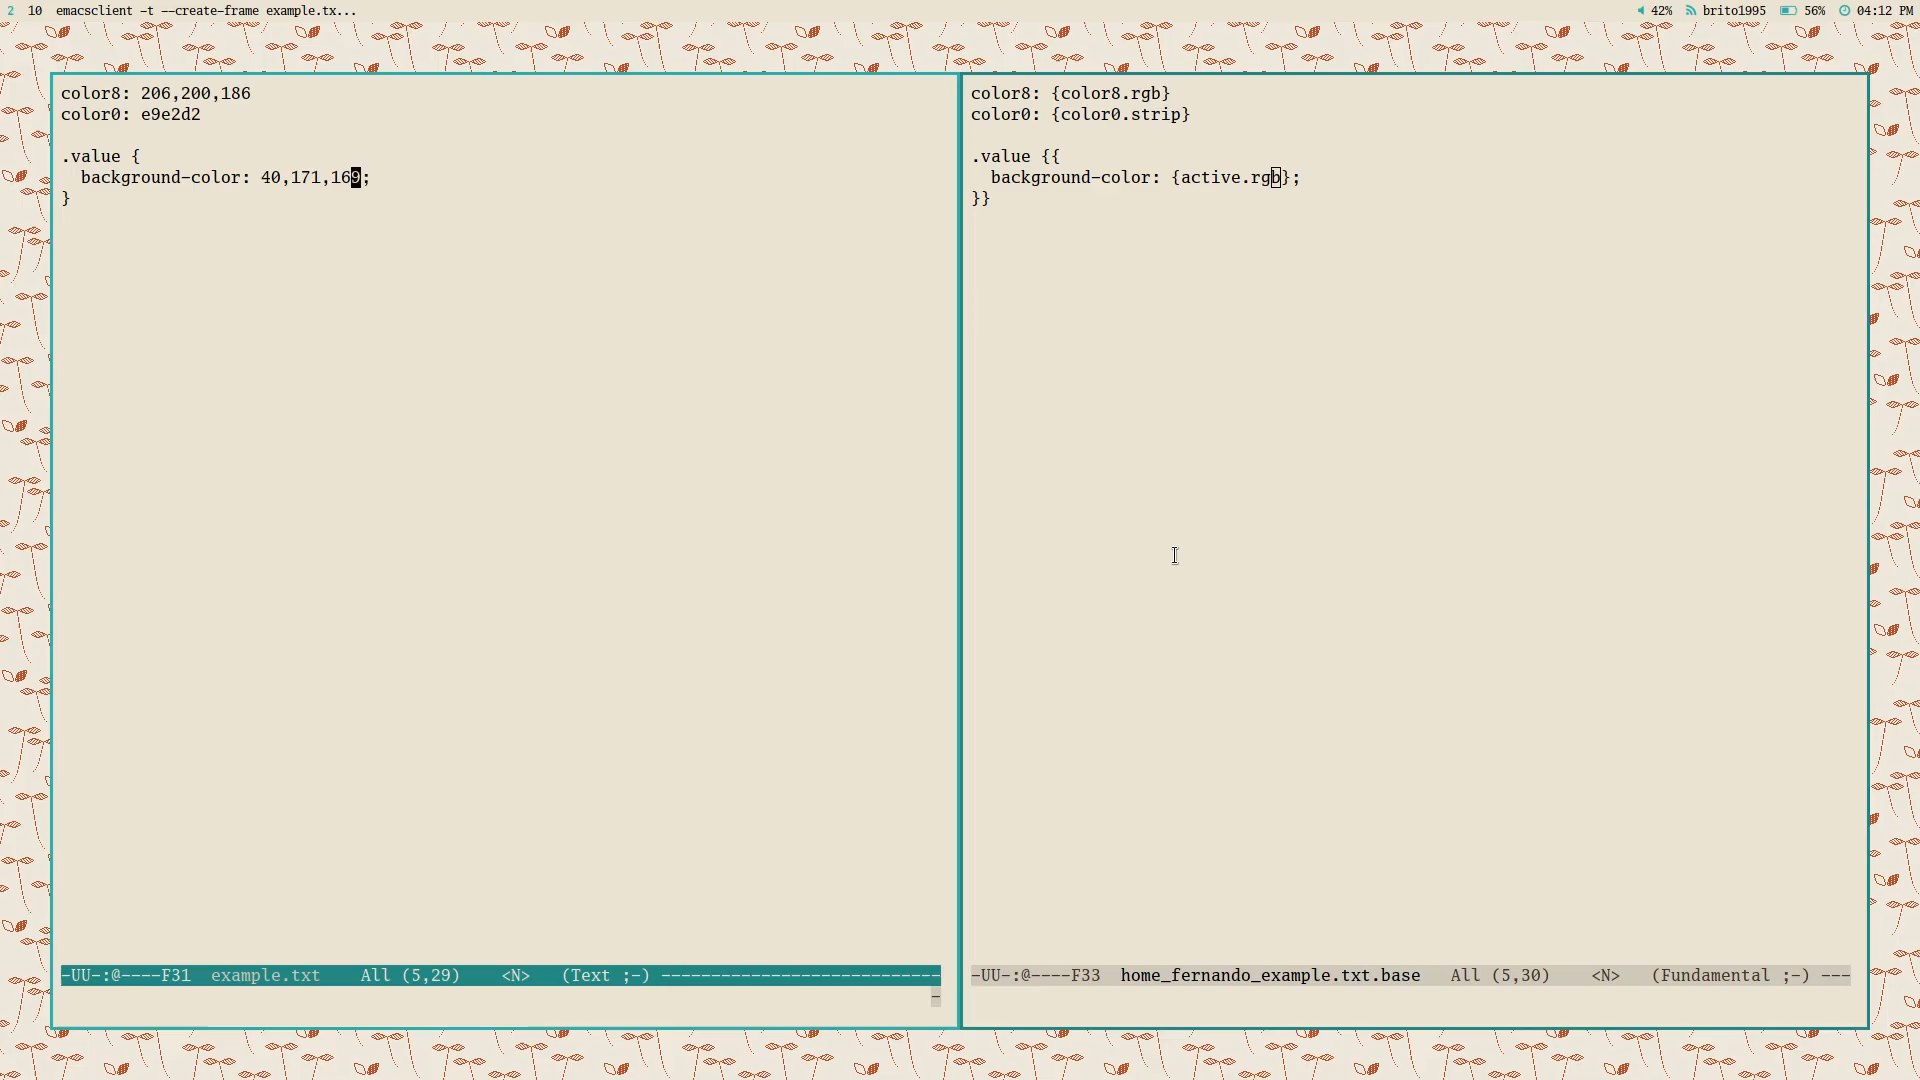 2 10 emacsclient -t --create-frame example.tx... 42% brito1995 56% 04:12 PM
color8: 206,200,186
color0: e9e2d2
.value {
background-color: 40,171,169;
}
-UU-:@----F31 example.txt All (5,29) <N> (Text ;-) ----------------------------
-
color8: {color8.rgb}
color0: {color0.strip}
.value {{
background-color: {active.rgb};
}}
-UU-:@----F33 home_fernando_example.txt.base All (5,30) <N> (Fundamental ;-) ---